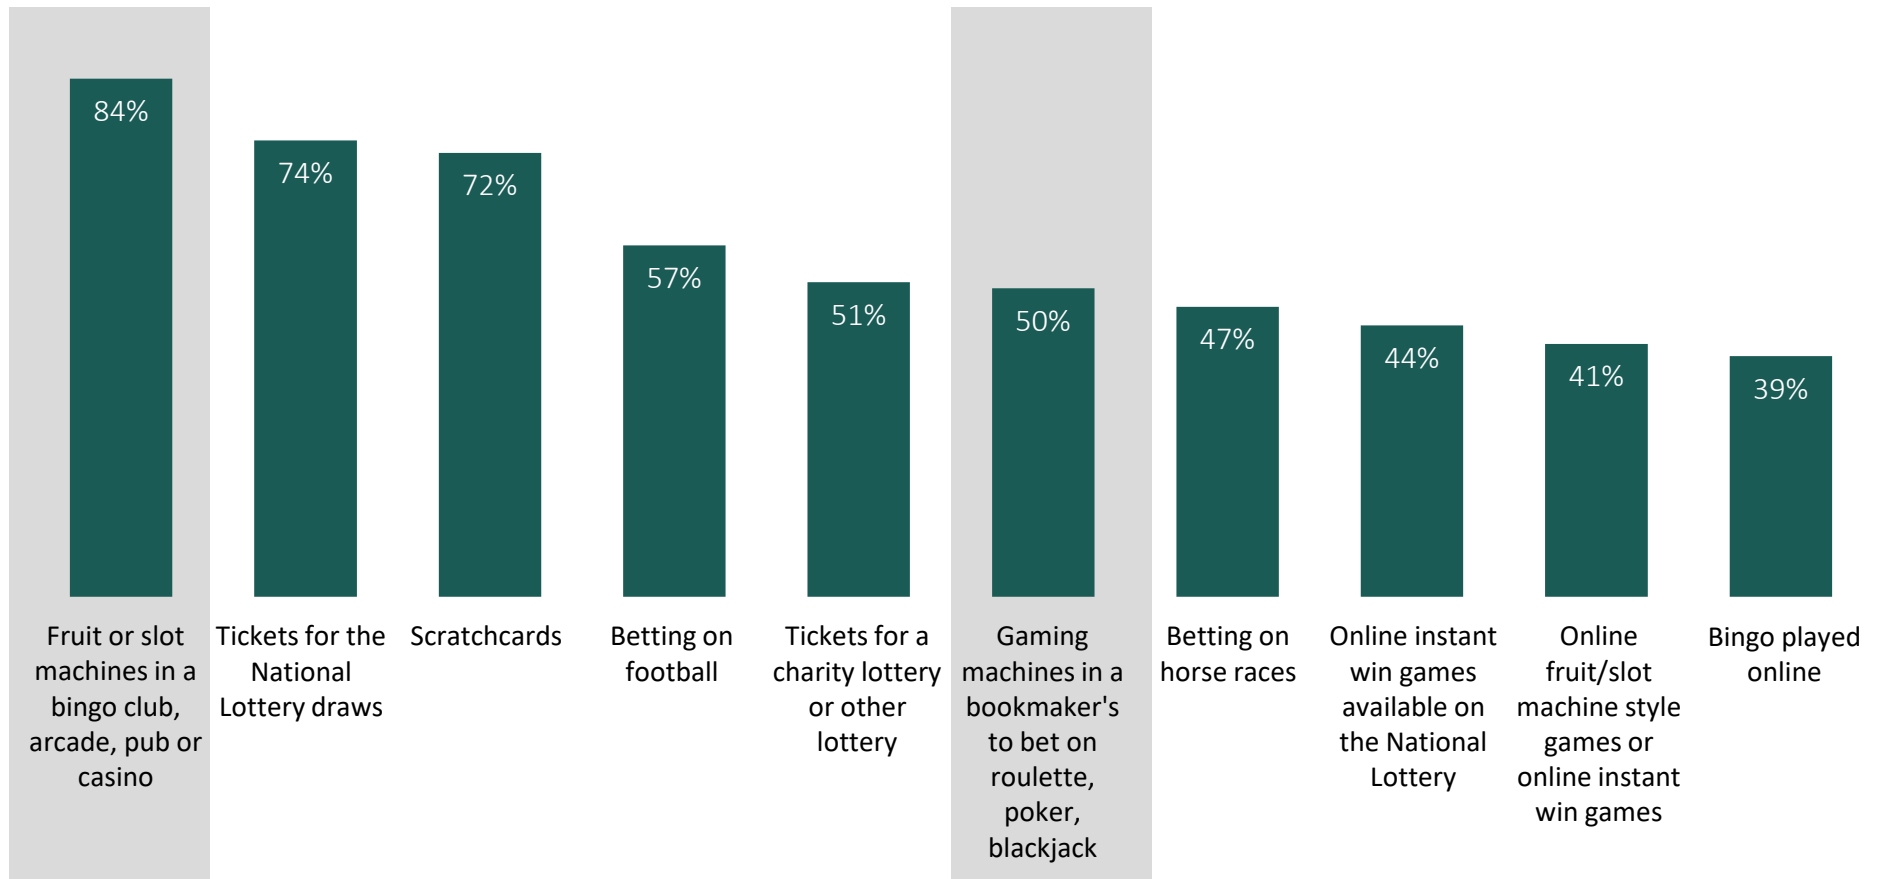 84%
74%
72%
57%
51%
50%
47%
44%
41%
39%
Fruit or slot
machines in a
bingo club,
arcade, pub or
casino
Tickets for the
National
Lottery draws
Scratchcards
Betting on
football
Tickets for a
charity lottery
or other
lottery
Gaming
machines in a
bookmaker's
to bet on
roulette,
poker,
blackjack
Betting on
horse races
Online instant
win games
available on
the National
Lottery
Online
fruit/slot
machine style
games or
online instant
win games
Bingo played
online